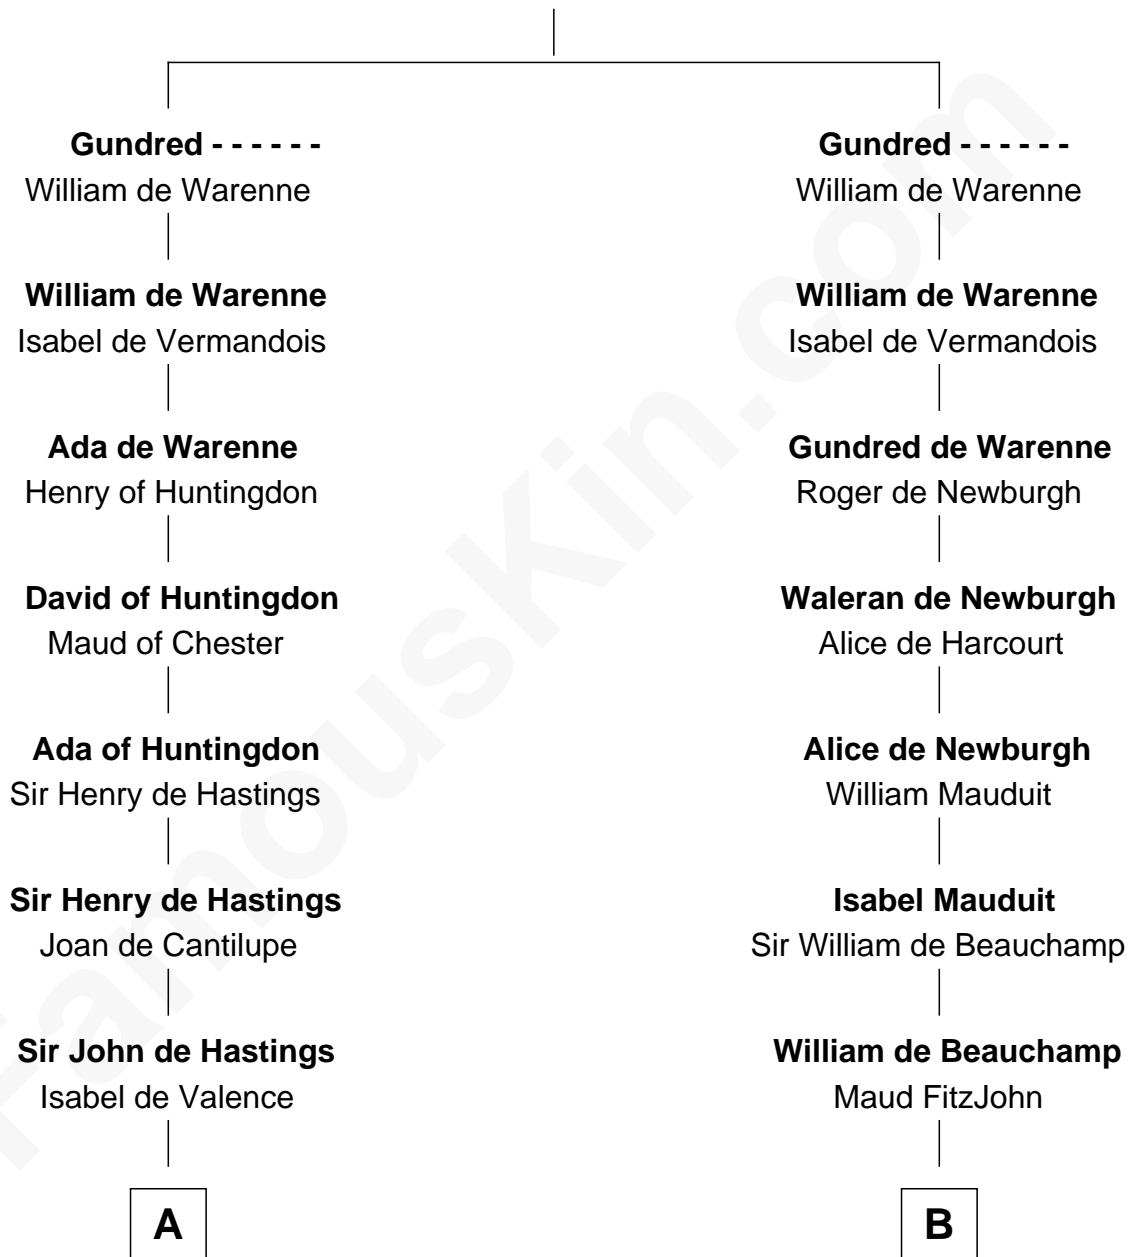 Gundred - - - - - -
William de Warenne
William de Warenne
Isabel de Vermandois
Ada de Warenne
Henry of Huntingdon
David of Huntingdon
Maud of Chester
Ada of Huntingdon
Sir Henry de Hastings
Sir Henry de Hastings
Joan de Cantilupe
Sir John de Hastings
Isabel de Valence
A
Gundred - - - - - -
William de Warenne
William de Warenne
Isabel de Vermandois
Gundred de Warenne
Roger de Newburgh
Waleran de Newburgh
Alice de Harcourt
Alice de Newburgh
William Mauduit
Isabel Mauduit
Sir William de Beauchamp
William de Beauchamp
Maud FitzJohn
B
FamousKin.com